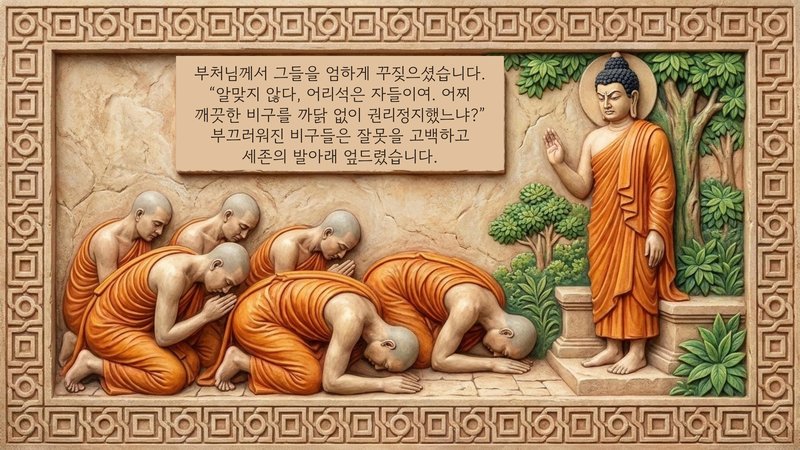 부처님께서 그들을 엄하게 꾸짖으셨습니다.
“알맞지 않다, 어리석은 자들이여. 어찌
깨끗한 비구를 까닭 없이 권리정지했느냐?”
부끄러워진 비구들은 잘못을 고백하고
세존의 발아래 엎드렸습니다.